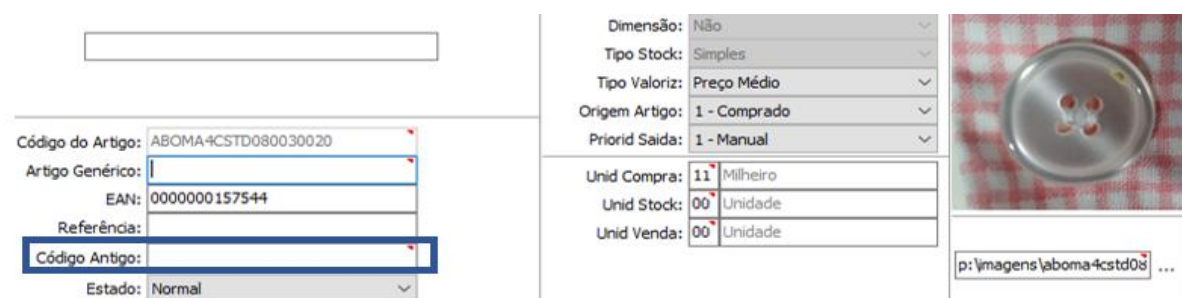 Código do Artigo: ABOMA4CSTD080030020
Artigo Genérico:
EAN: 0000000157544
Referência:
Código Antigo:
Estado: Normal
Dimensão: Não
Tipo Stock: Simples
Tipo Valoriz: Preço Médio
Origem Artigo: 1 - Comprado
Priorid Saida: 1 - Manual
Unid Compra: 11 Milheiro
Unid Stock: 00 Unidade
Unid Venda: 00 Unidade
p:\imagens\aboma4cstd08 ...